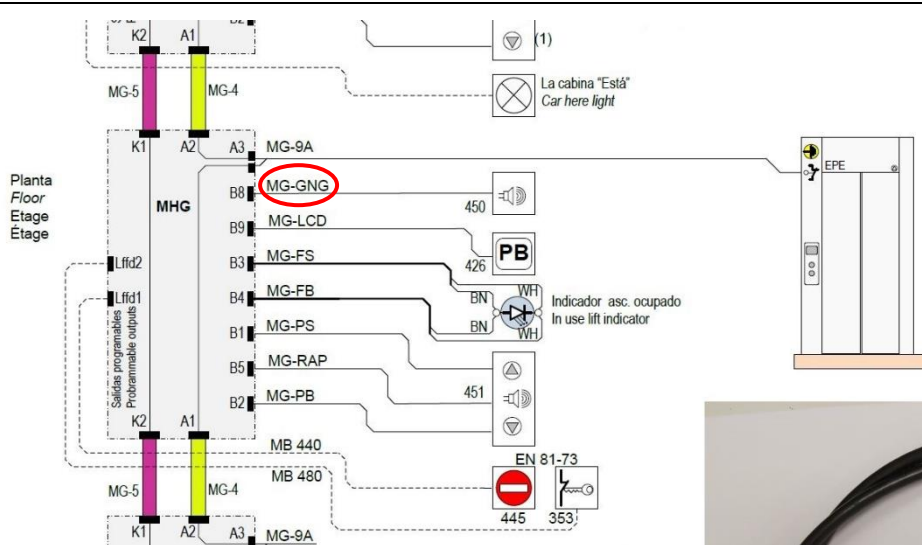 K2
A1
(1)
MG-5
MG-4
La cabina "Está"
Car here light
K1
A2
A3
MG-9A
EPE
Planta
Floor
Etage
Étage
MHG
B8
MG-GNG
450
B9
MG-LCD
426
PB
Lffd2
B3
MG-FS
WH
BN
Indicador asc. ocupado
In use lift indicator
Lffd1
B4
MG-FB
BN
WH
B1
MG-PS
Salidas programables
Probrammable outputs
B5
MG-RAP
451
B2
MG-PB
K2
A1
MB 440
EN 81-73
MB 480
MG-5
MG-4
445
353
K1
A2
A3
MG-9A